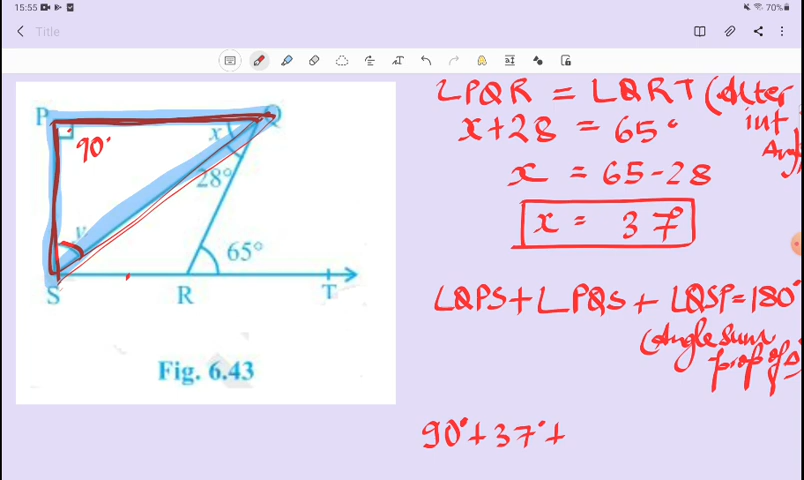 15:55
70%
Title
P
Q
x
90°
28°
y
65°
S
R
T
Fig. 6.43
∠PQR = ∠QRT (Alter
int
Ang
x+28 = 65°
x = 65-28
x = 37
∠QPS+∠PQS+∠QSP=180°
(Angle sum
prop of Δ
90°+37°+